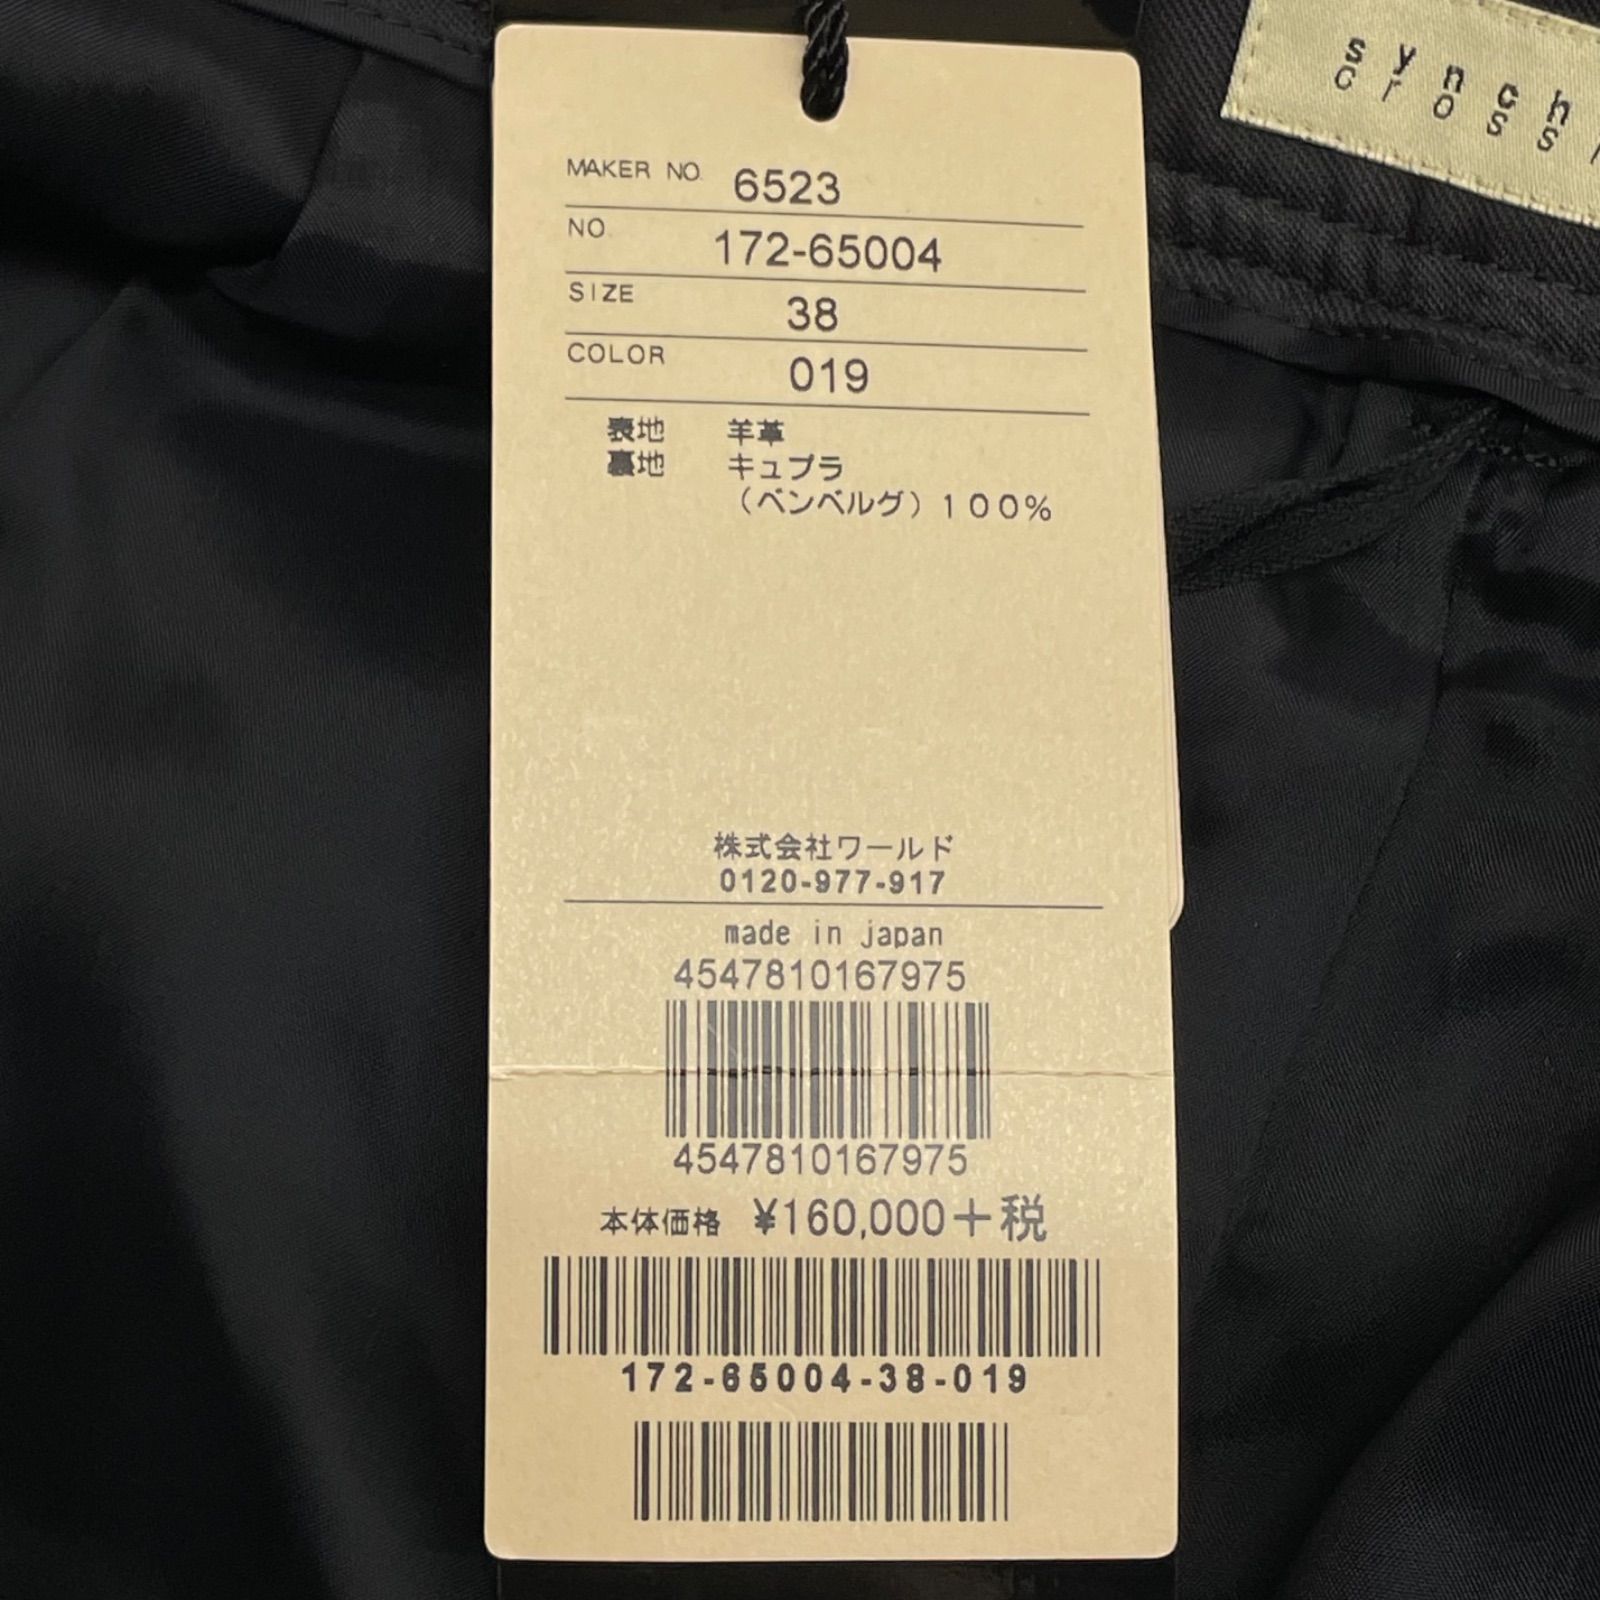 synch
cross
MAKER NO. 6523
NO. 172-65004
SIZE 38
COLOR 019
表地 羊革
裏地 キュプラ
(ベンベルグ) 100%
株式会社ワールド
0120-977-917
made in japan
4547810167975
4547810167975
本体価格 ¥160,000+税
172-65004-38-019